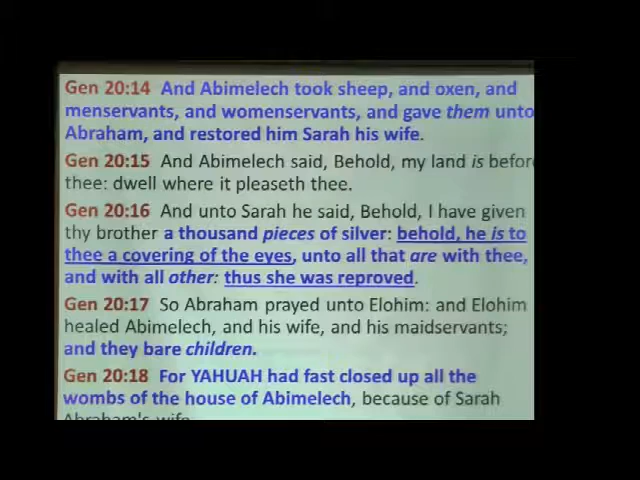 Gen 20:14 And Abimelech took sheep, and oxen, and
menservants, and womenservants, and gave them unto
Abraham, and restored him Sarah his wife.
Gen 20:15 And Abimelech said, Behold, my land is befor
thee: dwell where it pleaseth thee.
Gen 20:16 And unto Sarah he said, Behold, I have given
thy brother a thousand pieces of silver: behold, he is to
thee a covering of the eyes, unto all that are with thee,
and with all other: thus she was reproved.
Gen 20:17 So Abraham prayed unto Elohim: and Elohim
healed Abimelech, and his wife, and his maidservants;
and they bare children.
Gen 20:18 For YAHUAH had fast closed up all the
wombs of the house of Abimelech, because of Sarah
Abraham's wife